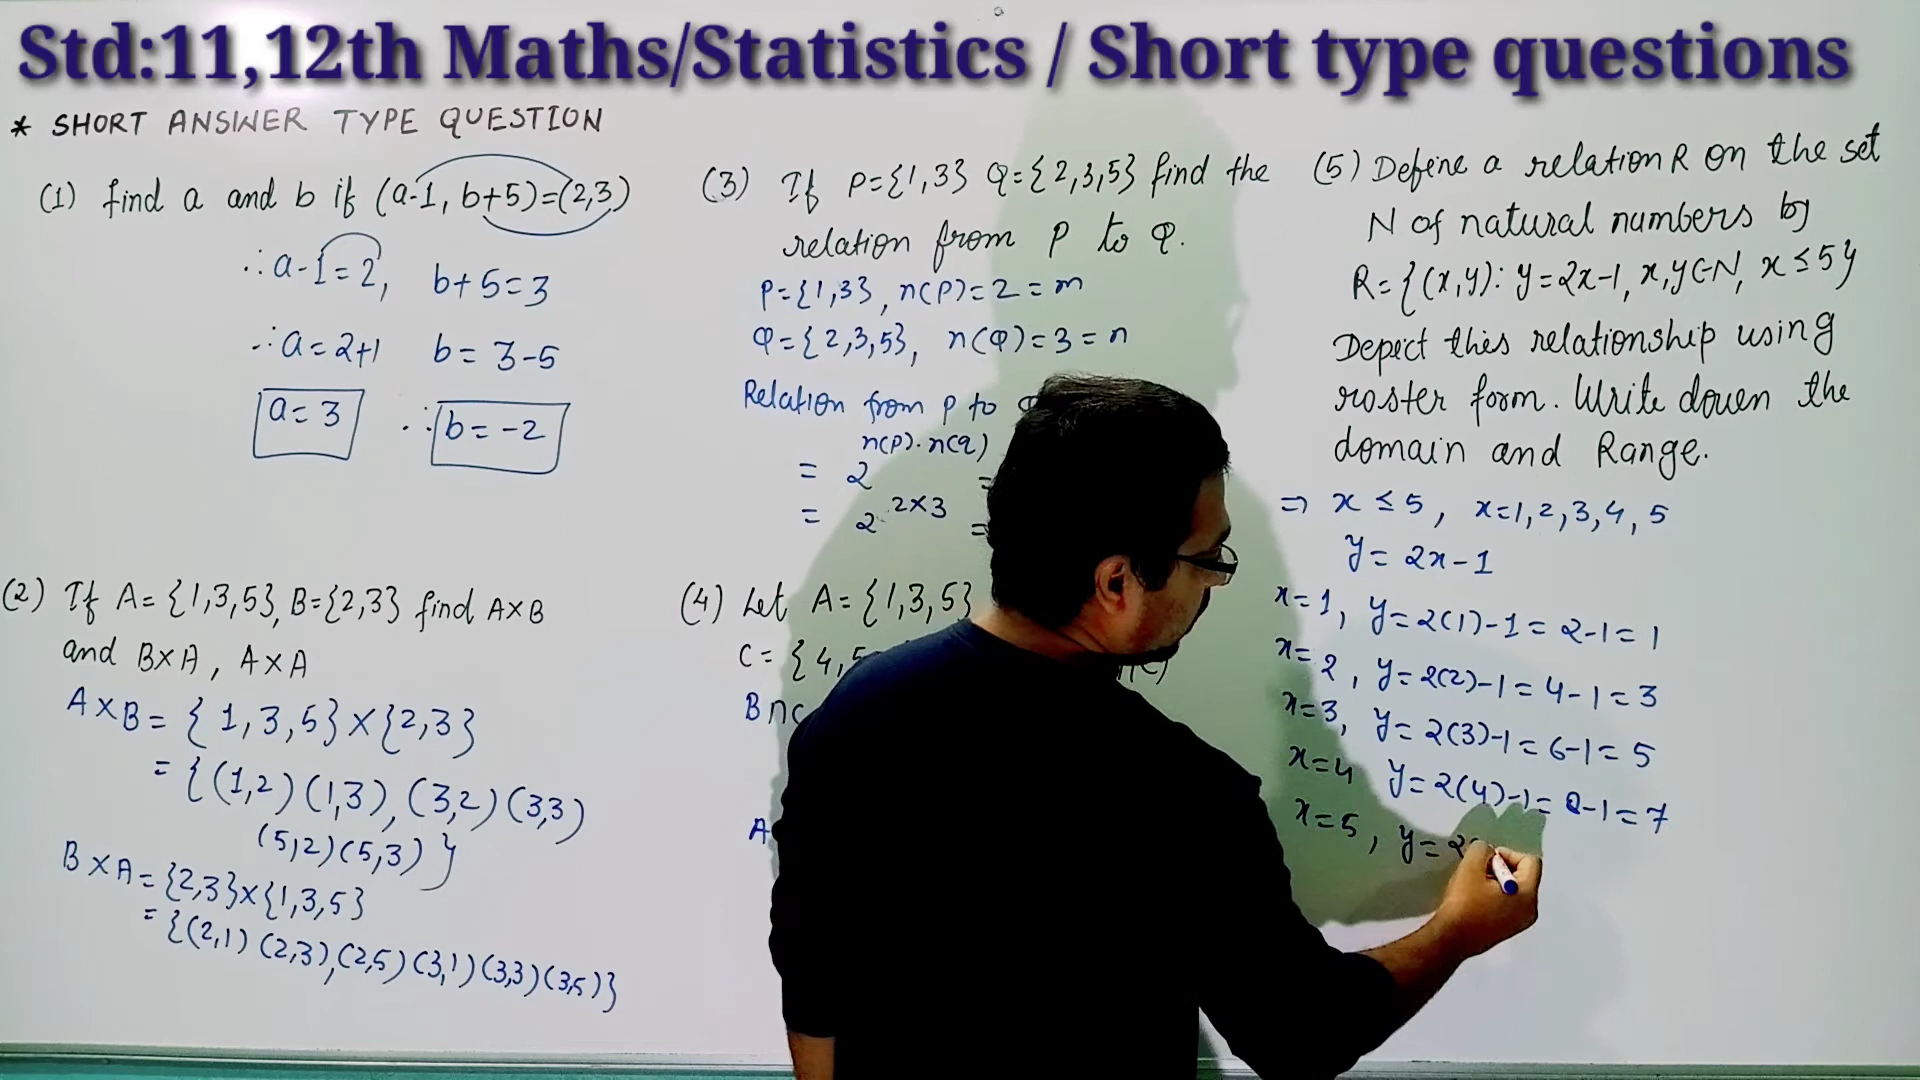 Std:11,12th Maths/Statistics / Short type questions
* SHORT ANSWER TYPE QUESTION
(1) find a and b if (a-1, b+5)=(2,3)
∴ a-1=2, b+5=3
∴ a=2+1 b=3-5
a=3 ∴ b=-2
(2) If A={1,3,5}, B={2,3} find A×B
and B×A, A×A
A×B={1,3,5}×{2,3}
={(1,2)(1,3),(3,2)(3,3)
(5,2)(5,3)}
B×A={2,3}×{1,3,5}
={(2,1)(2,3),(2,5)(3,1)(3,3)(3,5)}
(3) If P={1,3} Q={2,3,5} find the
relation from P to Q.
P={1,3}, n(P)=2=m
Q={2,3,5}, n(Q)=3=n
Relation from P to
n(P).n(Q)
= 2 =
= 2 2×3 =
(4) Let A={1,3,5}
C={4,5
B∩C
A
(5) Define a relation R on the set
N of natural numbers by
R={(x,y): y=2x-1, x,y∈N, x≤5}
Depict this relationship using
roster form. Write down the
domain and Range.
⇒ x≤5, x=1,2,3,4,5
y=2x-1
x=1, y=2(1)-1=2-1=1
x=2, y=2(2)-1=4-1=3
x=3, y=2(3)-1=6-1=5
x=4 y=2(4)-1=8-1=7
x=5, y=2